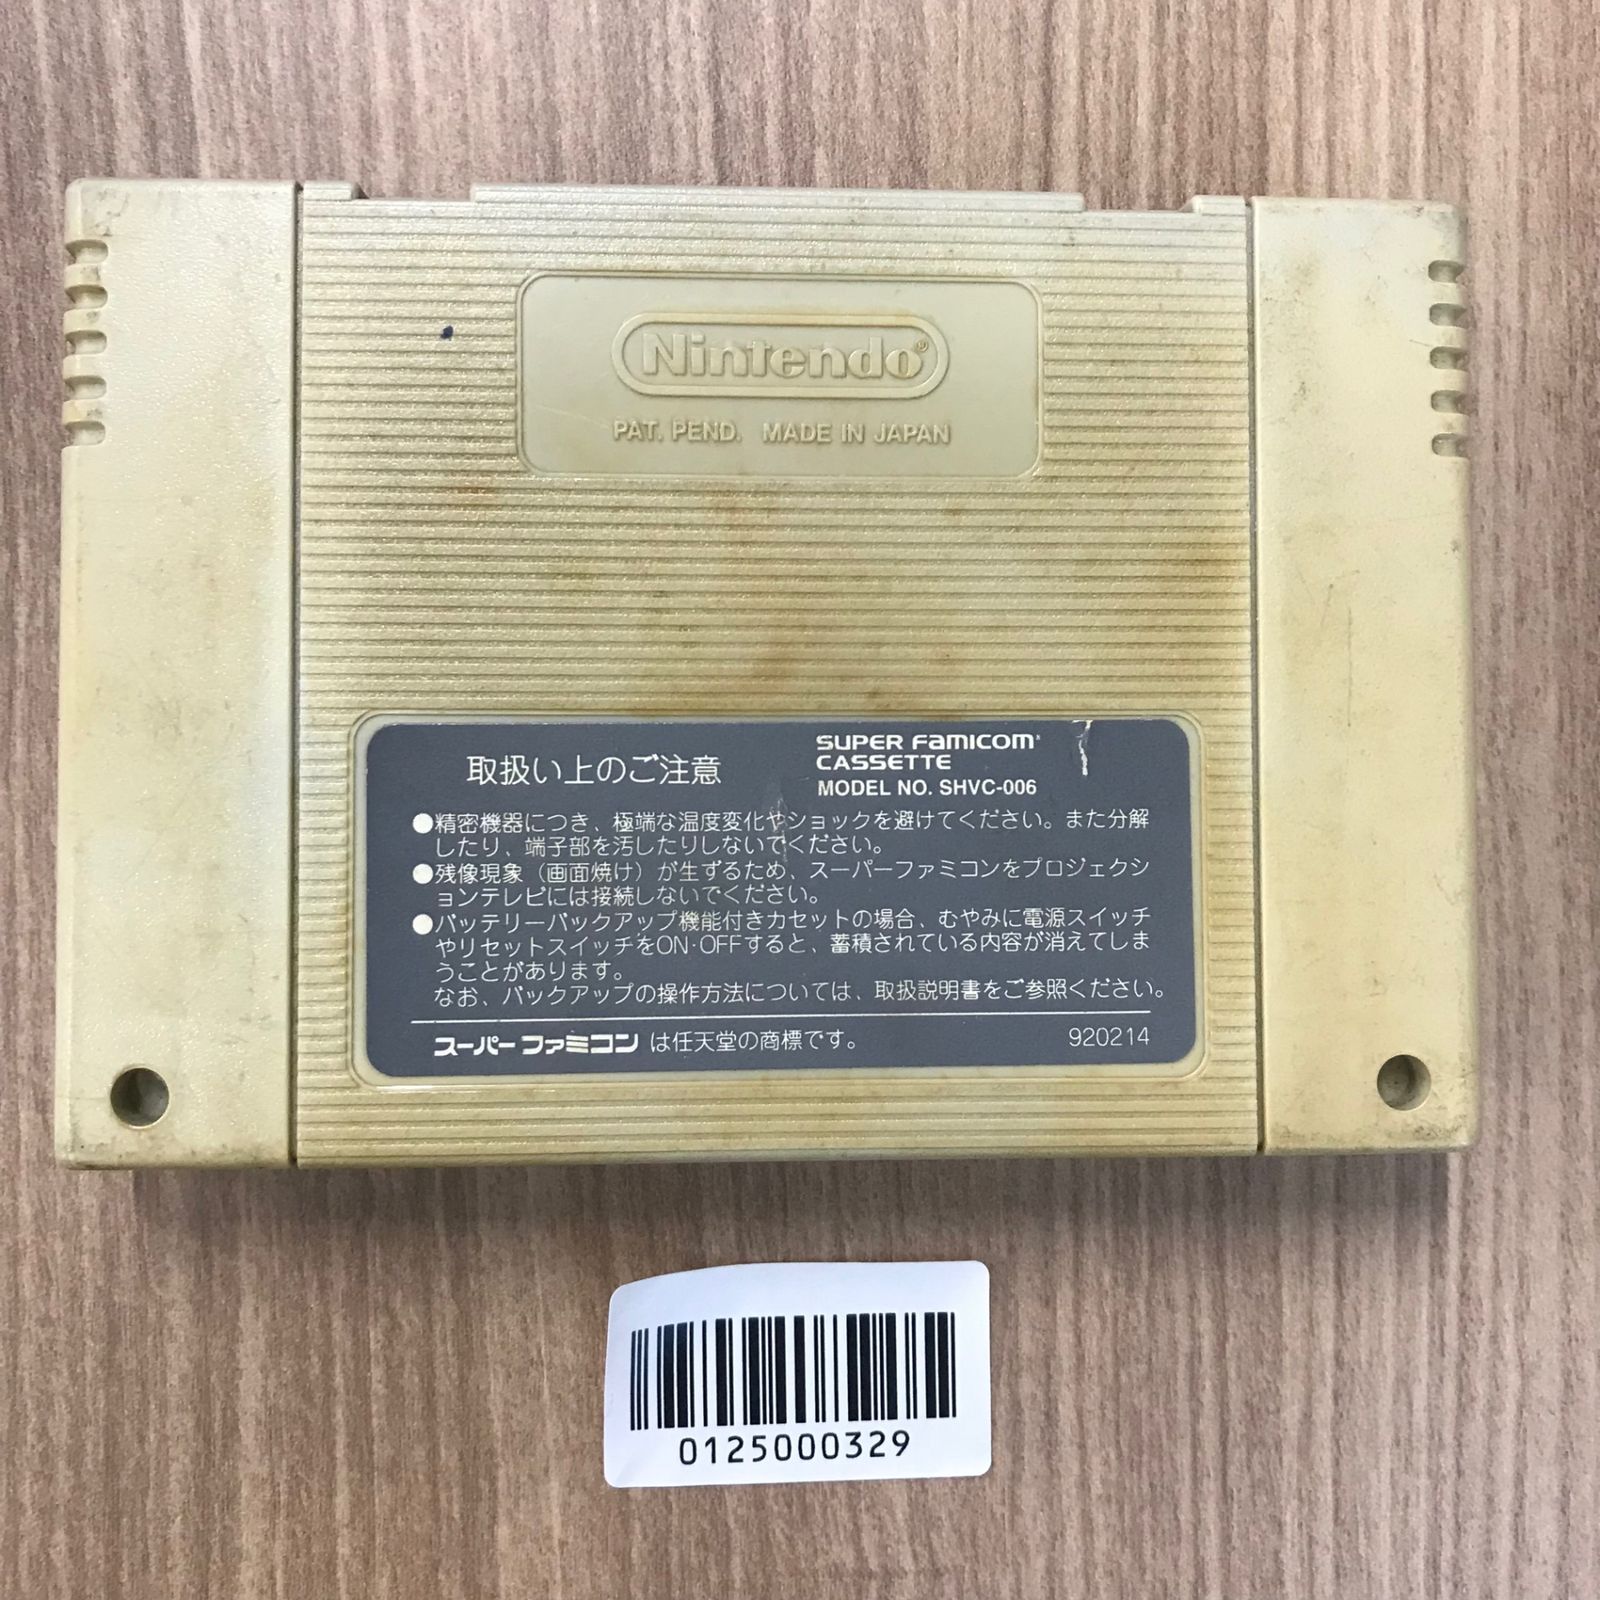 Nintendo®
PAT. PEND. MADE IN JAPAN
取扱い上のご注意
SUPER FAMICOM
CASSETTE
MODEL NO. SHVC-006
●精密機器につき、極端な温度変化やショックを避けてください。また分解
したり、端子部を汚したりしないでください。
●残像現象（画面焼け）が生ずるため、スーパーファミコンをプロジェクシ
ョンテレビには接続しないでください。
●バッテリーバックアップ機能付きカセットの場合、むやみに電源スイッチ
やリセットスイッチをON·OFFすると、蓄積されている内容が消えてしま
うことがあります。
なお、バックアップの操作方法については、取扱説明書をご参照ください。
スーパーファミコン は任天堂の商標です。
920214
0125000329